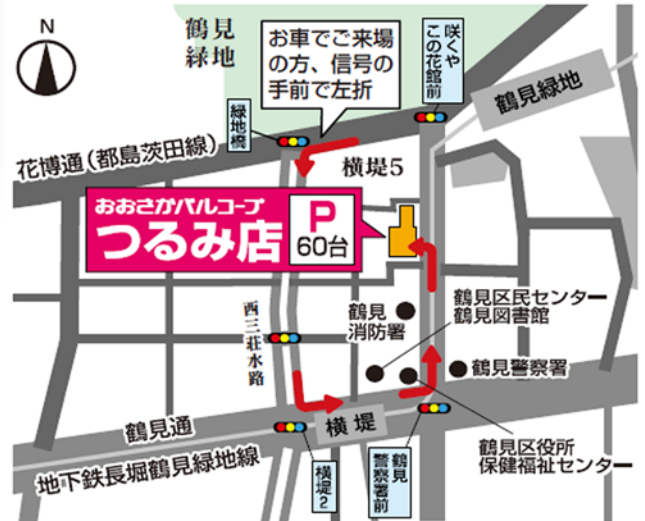 N
鶴見
緑地
お車でご来場
の方、信号の
手前で左折
咲くや
この花館前
鶴見緑地
緑地橋
花博通（都島茨田線）
横堤5
おおさかパルコープ
つるみ店
P
60台
西三荘水路
鶴見
消防署
鶴見区民センター
鶴見図書館
鶴見警察署
鶴見通
横堤
地下鉄長堀鶴見緑地線
横堤2
鶴見
警察署前
鶴見区役所
保健福祉センター